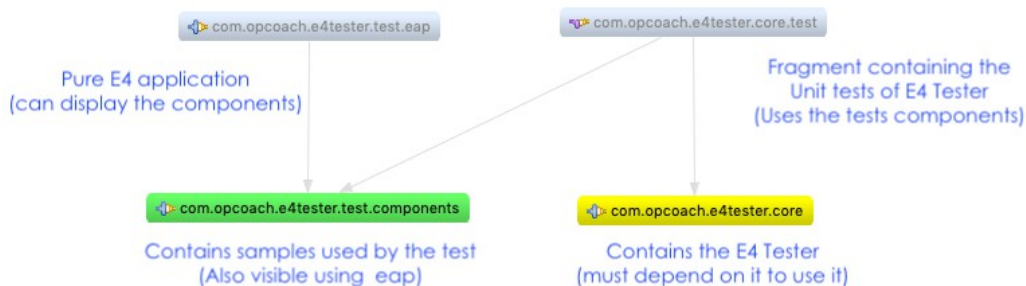 com.opcoach.e4tester.test.eap
com.opcoach.e4tester.core.test
Pure E4 application
(can display the components)
Fragment containing the
Unit tests of E4 Tester
(Uses the tests components)
com.opcoach.e4tester.test.components
com.opcoach.e4tester.core
Contains samples used by the test
(Also visible using eap)
Contains the E4 Tester
(must depend on it to use it)